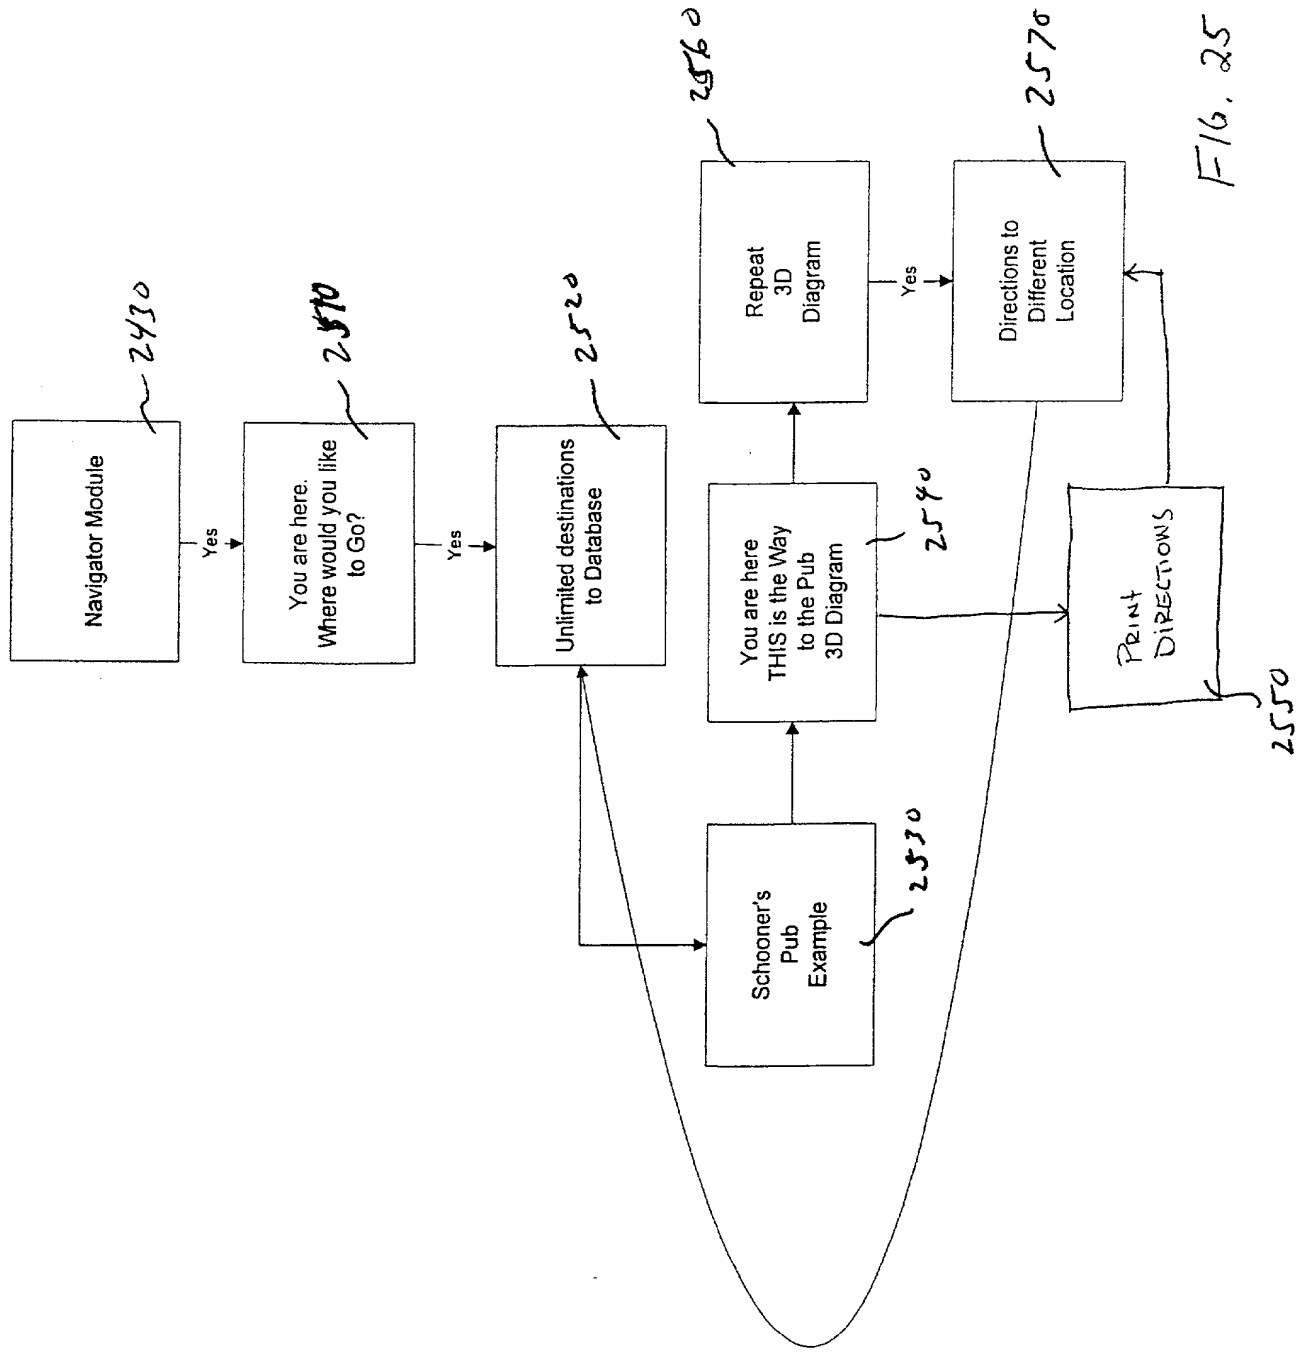 Navigator Module
2430
Yes
You are here.
Where would you like
to Go?
2510
Yes
Unlimited destinations
to Database
2520
Schooner's
Pub
Example
2530
You are here
THIS is the Way
to the Pub
3D Diagram
2540
Repeat
3D
Diagram
2560
Yes
Directions to
Different
Location
2570
PRINT
DIRECTIONS
2550
FIG. 25